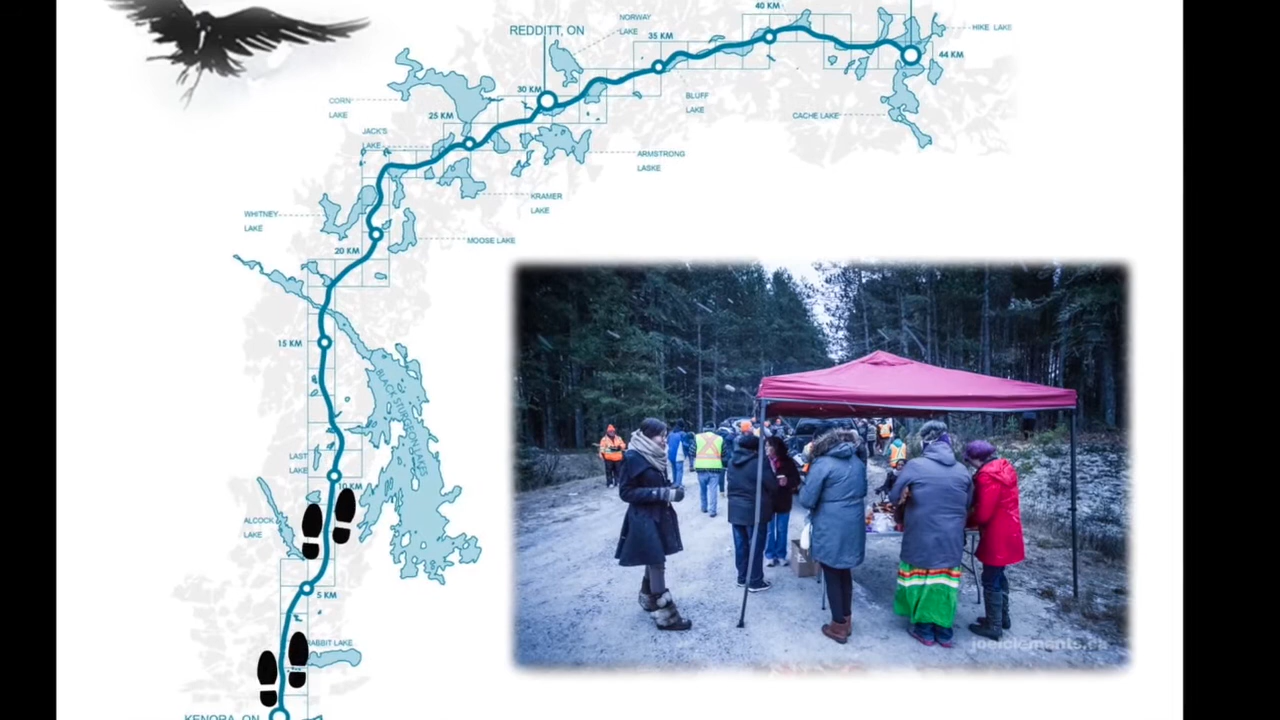 40 KM
HIKE LAKE
NORWAY
LAKE
REDDITT, ON
35 KM
44 KM
30 KM
BLUFF
LAKE
CORN
LAKE
25 KM
CACHE LAKE
JACK'S
LAKE
ARMSTRONG
LASKE
KRAMER
LAKE
WHITNEY
LAKE
MOOSE LAKE
20 KM
15 KM
BLACK STURGEON LAKES
LAST
LAKE
10 KM
ALCOCK
LAKE
5 KM
RABBIT LAKE
joelclements.ca
KENORA, ON